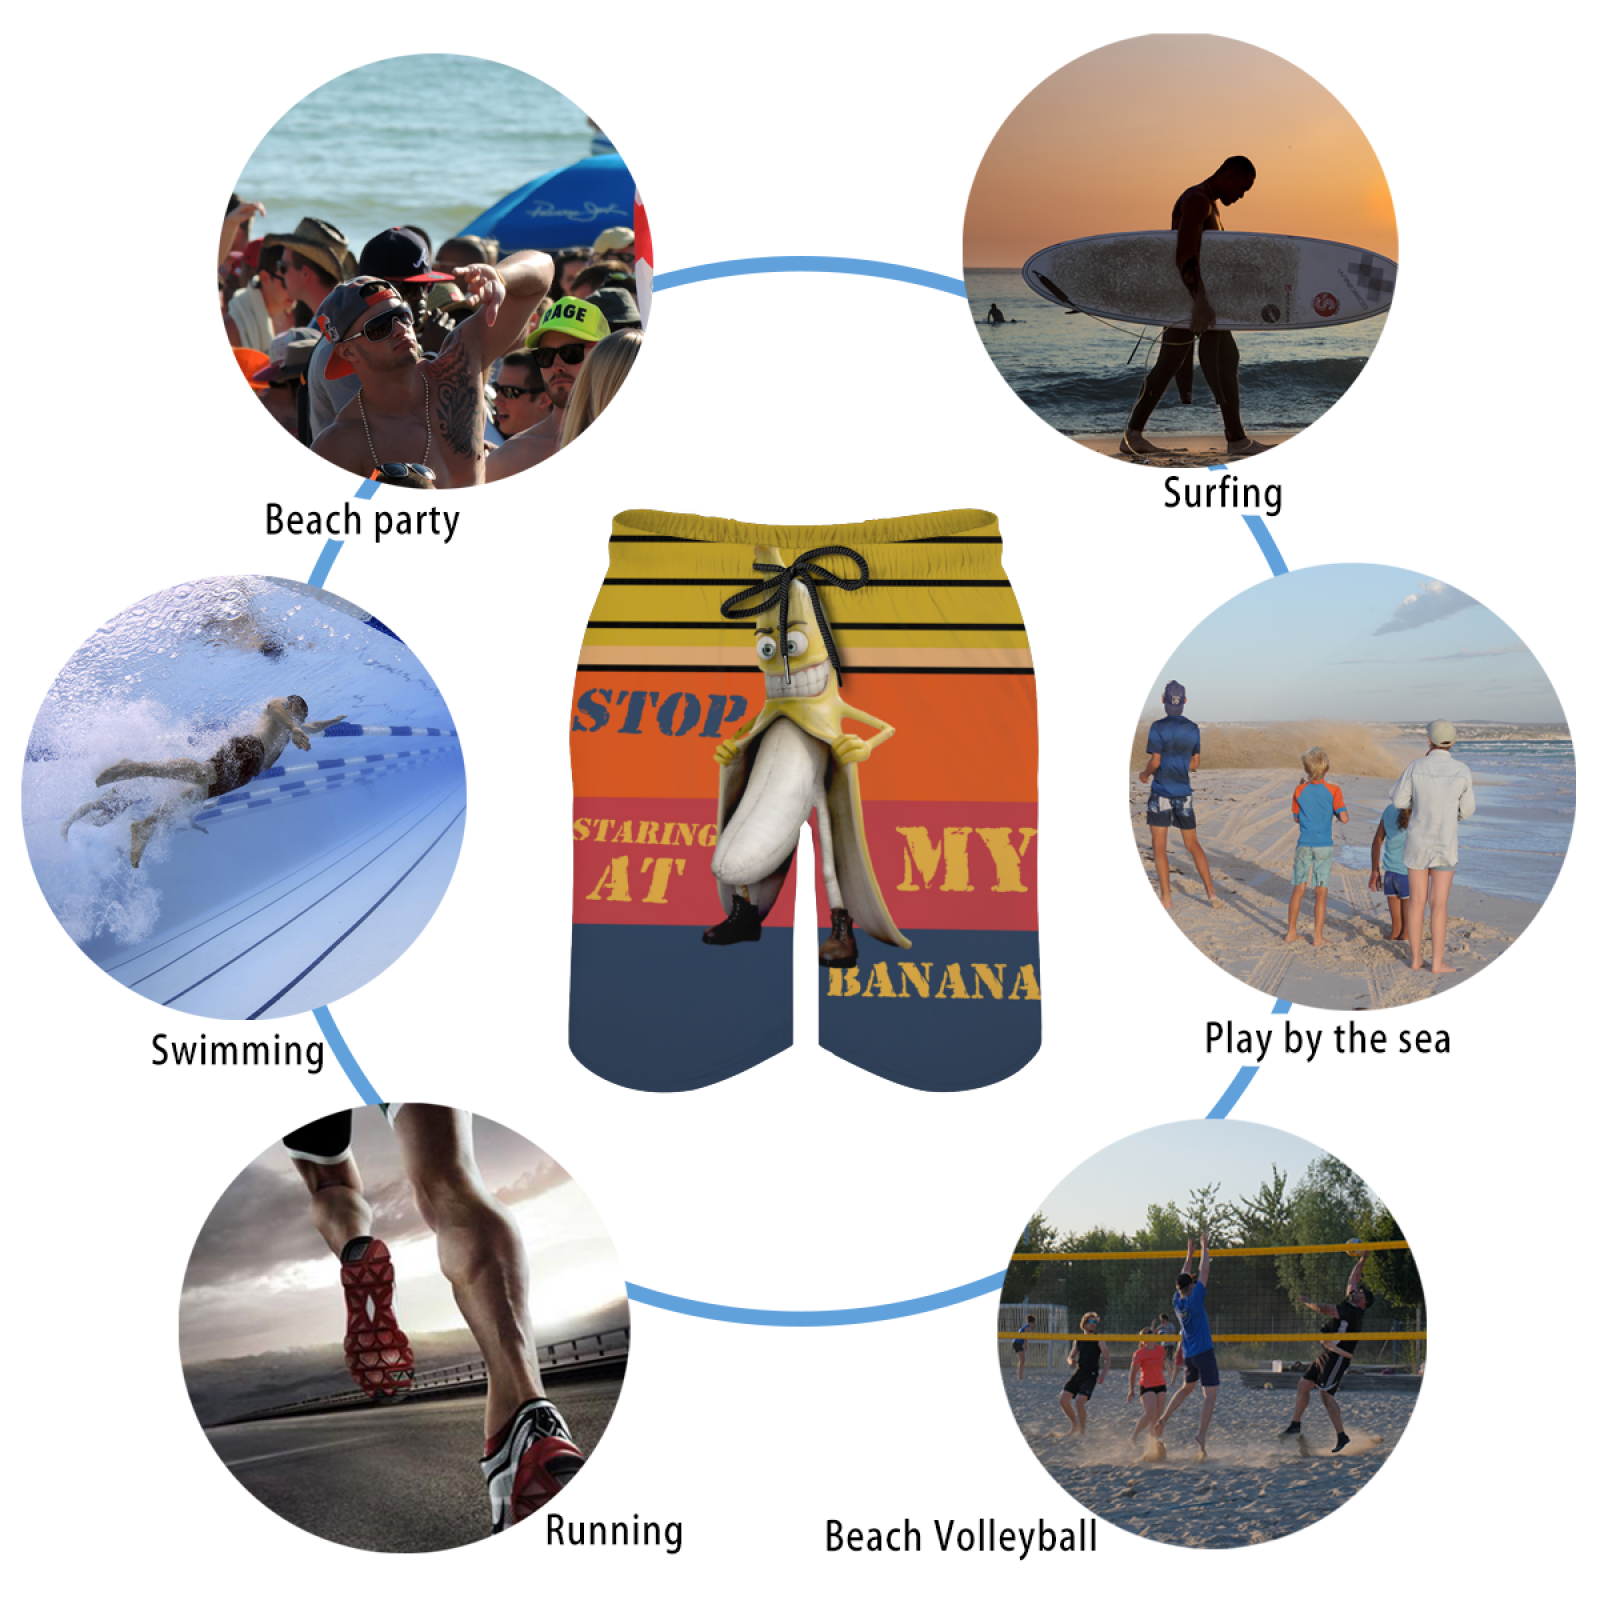 RAGE
Beach party
Surfing
STOP
STARING
AT
MY
BANANA
Swimming
Play by the sea
Running
Beach Volleyball